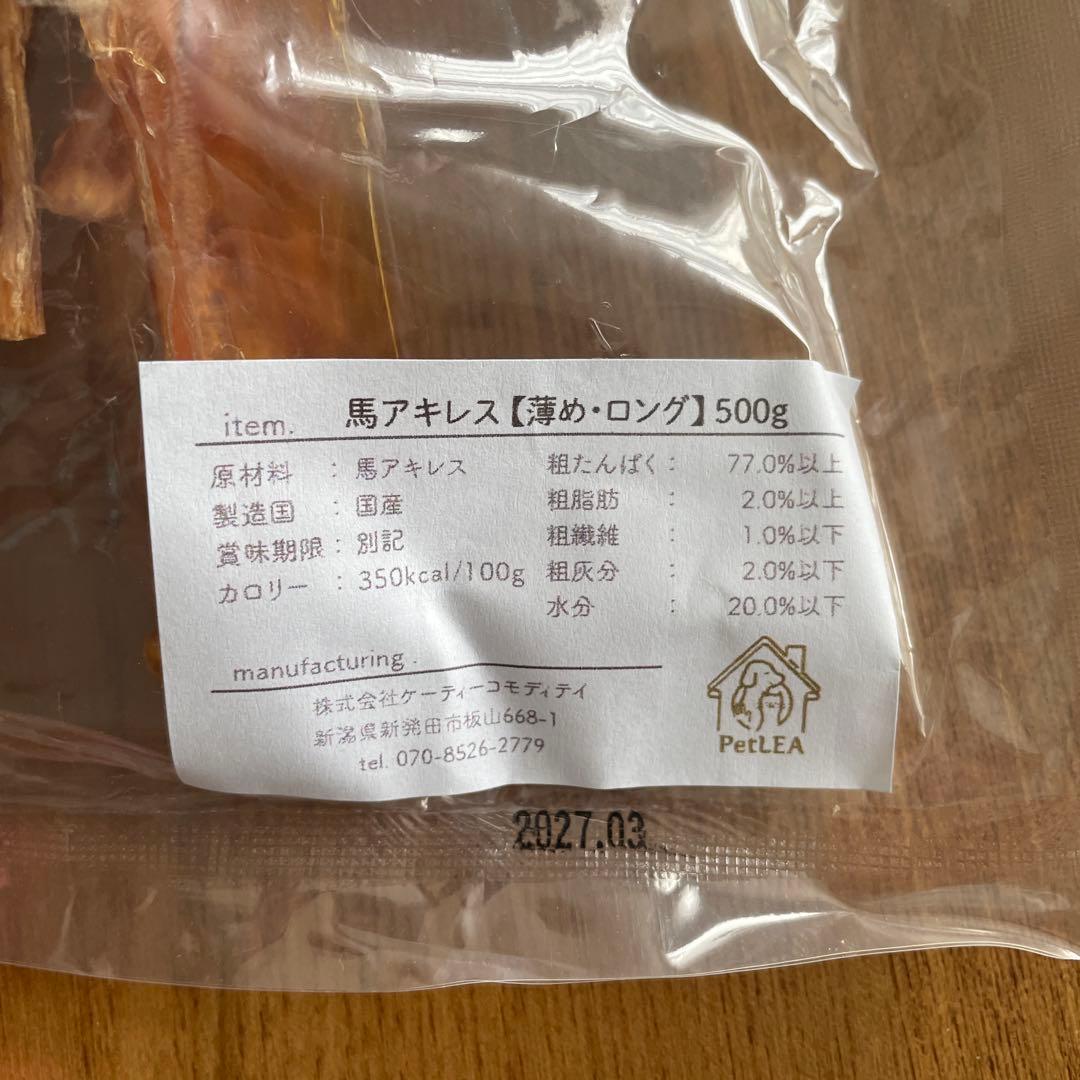 item. 馬アキレス【薄め・ロング】500g
原材料 : 馬アキレス
製造国 : 国産
賞味期限 : 別記
カロリー : 350kcal/100g
粗たんぱく : 77.0%以上
粗脂肪 : 2.0%以上
粗繊維 : 1.0%以下
粗灰分 : 2.0%以下
水分 : 20.0%以下
manufacturing.
株式会社ケーティーコモディテイ
新潟県新発田市板山668-1
tel. 070-8526-2779
PetLEA
2027.03